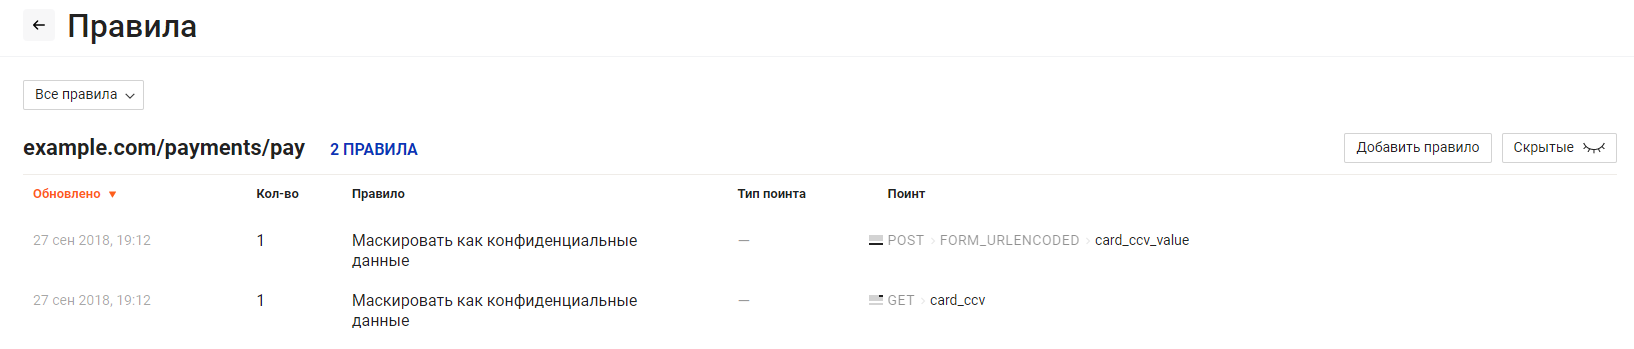 Правила
Все правила
example.com/payments/pay 2 ПРАВИЛА Добавить правило Скрытые
Обновлено Кол-во Правило Тип поинта Поинт
27 сен 2018, 19:12 1 Маскировать как конфиденциальные — POST › FORM_URLENCODED › card_ccv_value
данные
27 сен 2018, 19:12 1 Маскировать как конфиденциальные — GET › card_ccv
данные